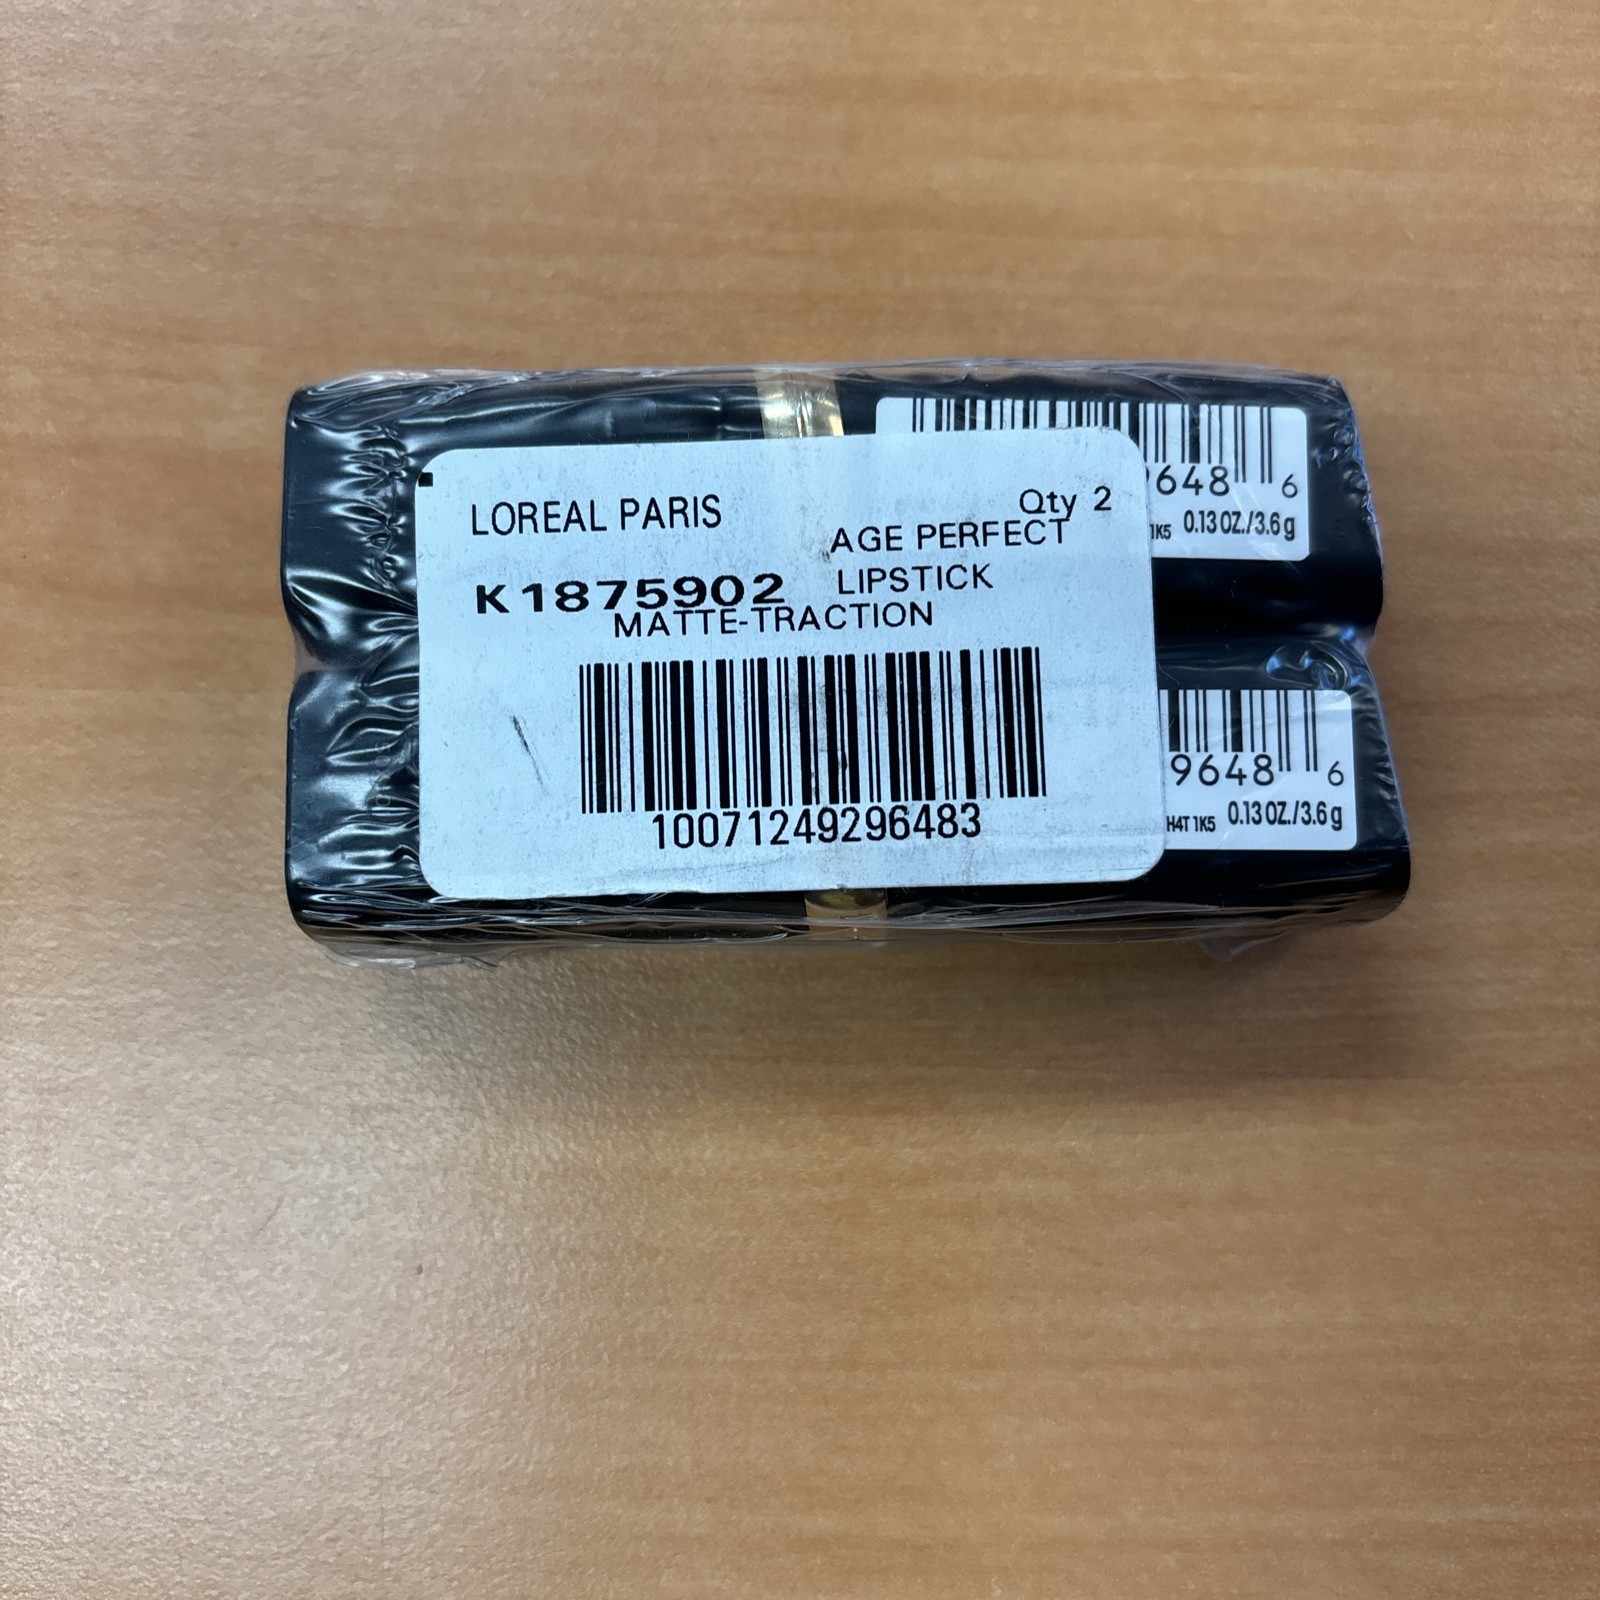 LOREAL PARIS
Qty 2
AGE PERFECT
K1875902
LIPSTICK
MATTE-TRACTION
10071249296483
9648 6
1K5 0.13 OZ./3.6 g
9648 6
H4T 1K5 0.13 OZ./3.6 g